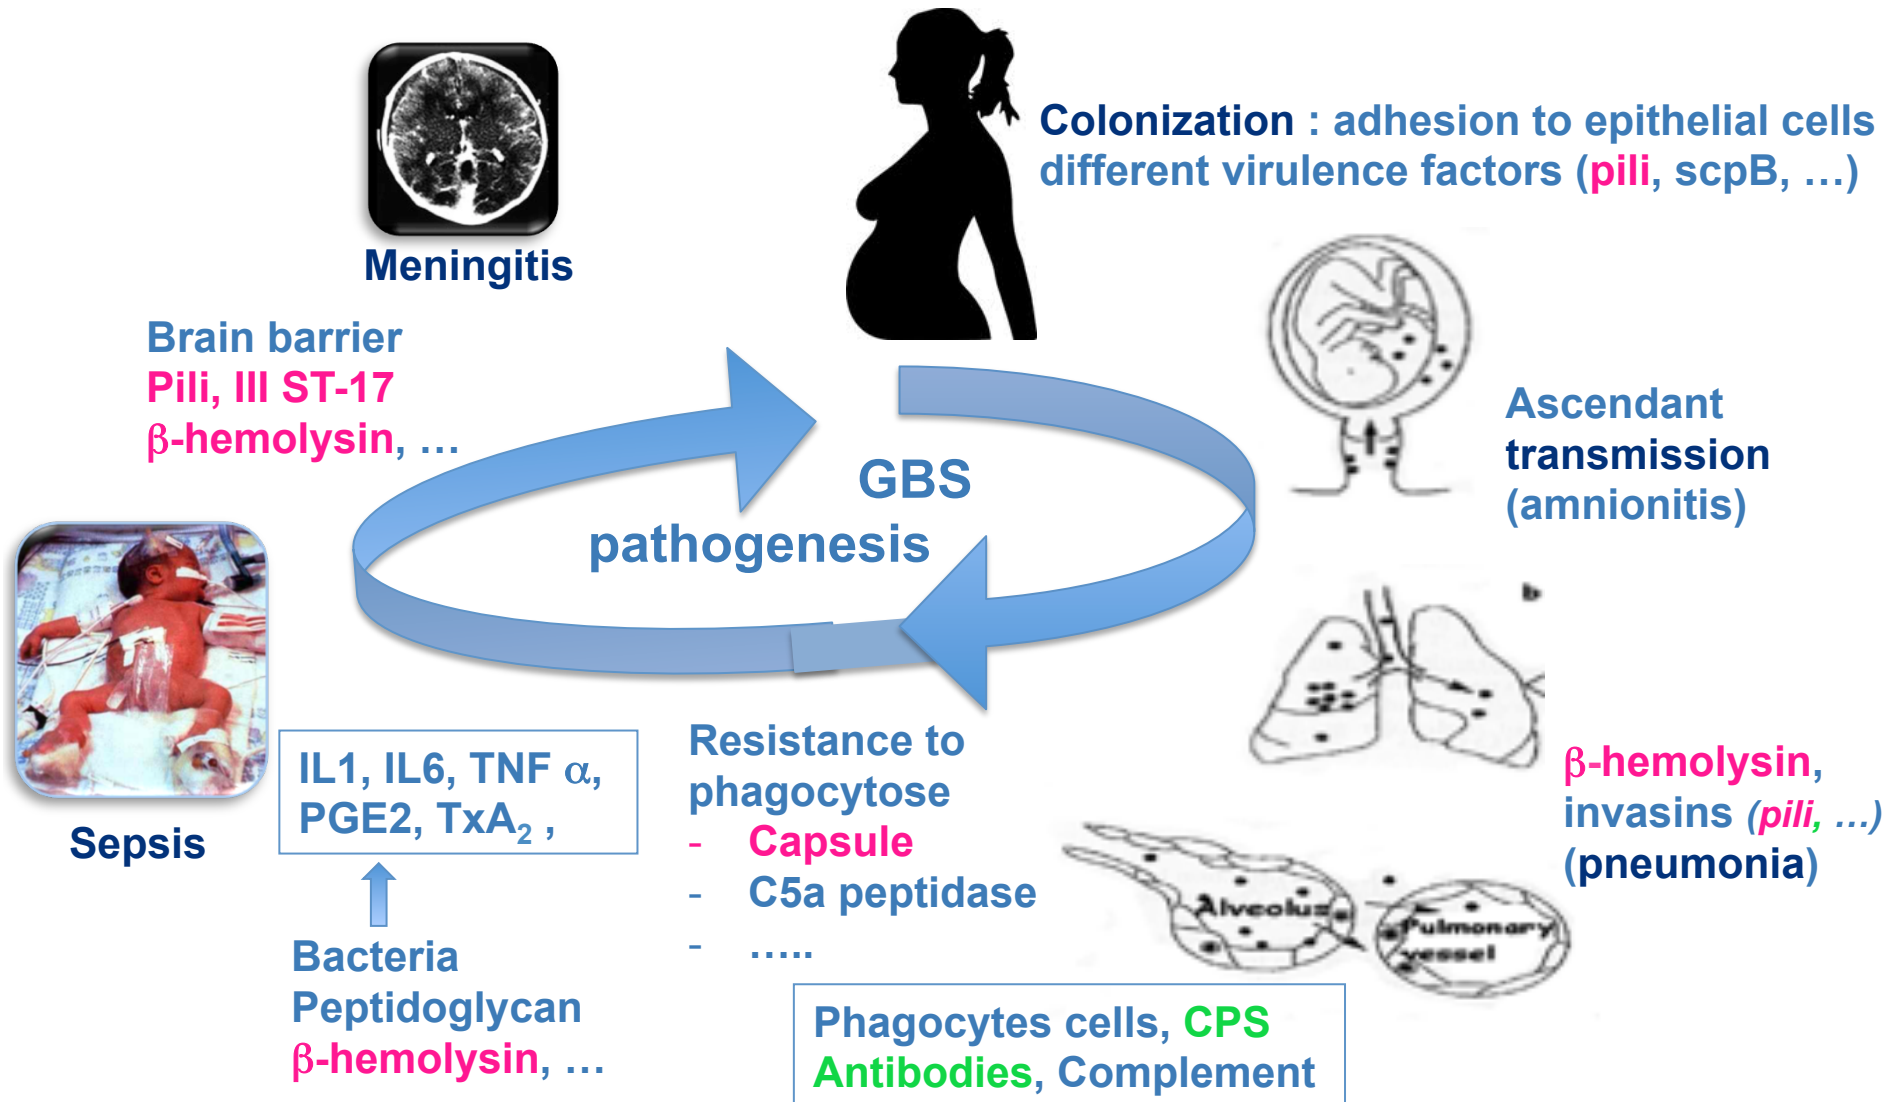 Colonization : adhesion to epithelial cells
different virulence factors (pili, scpB, …)
Meningitis
Brain barrier
Pili, III ST-17
β-hemolysin, …
Ascendant
transmission
(amnionitis)
GBS
pathogenesis
b
β-hemolysin,
invasins (pili, …)
(pneumonia)
Alveolus
Pulmonary
vessel
Resistance to
phagocytose
- Capsule
- C5a peptidase
- …..
Phagocytes cells, CPS
Antibodies, Complement
IL1, IL6, TNF α,
PGE2, TxA₂ ,
Sepsis
Bacteria
Peptidoglycan
β-hemolysin, …